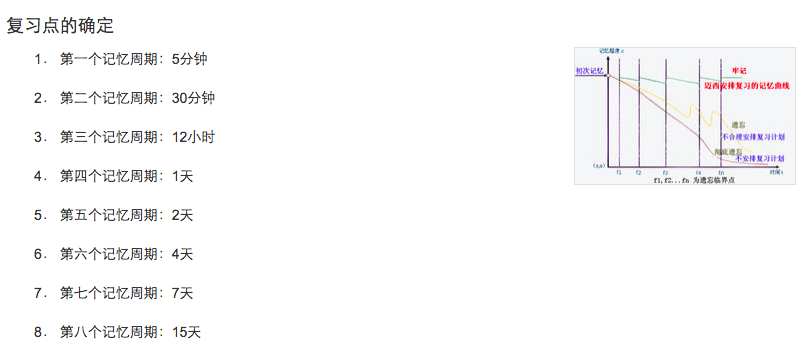 复习点的确定
1. 第一个记忆周期：5分钟
2. 第二个记忆周期：30分钟
3. 第三个记忆周期：12小时
4. 第四个记忆周期：1天
5. 第五个记忆周期：2天
6. 第六个记忆周期：4天
7. 第七个记忆周期：7天
8. 第八个记忆周期：15天
记忆程度c
初次记忆
牢记
迈西安排复习的记忆曲线
遗忘
不合理安排复习计划
彻底遗忘
不安排复习计划
(0,0)
f1 f2 f3 f4 fn 时间t
f1,f2...fn 为遗忘临界点